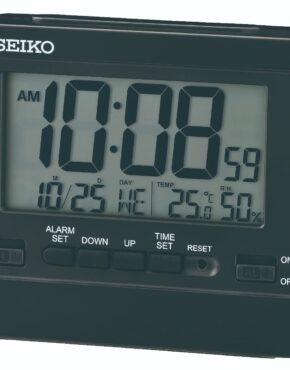 SEIKO
AM 10:08 59
M. D. DAY TEMP. R.H.
10/25 WE 25.0 °C 50%
ALARM SET DOWN UP TIME SET RESET
ON
OF